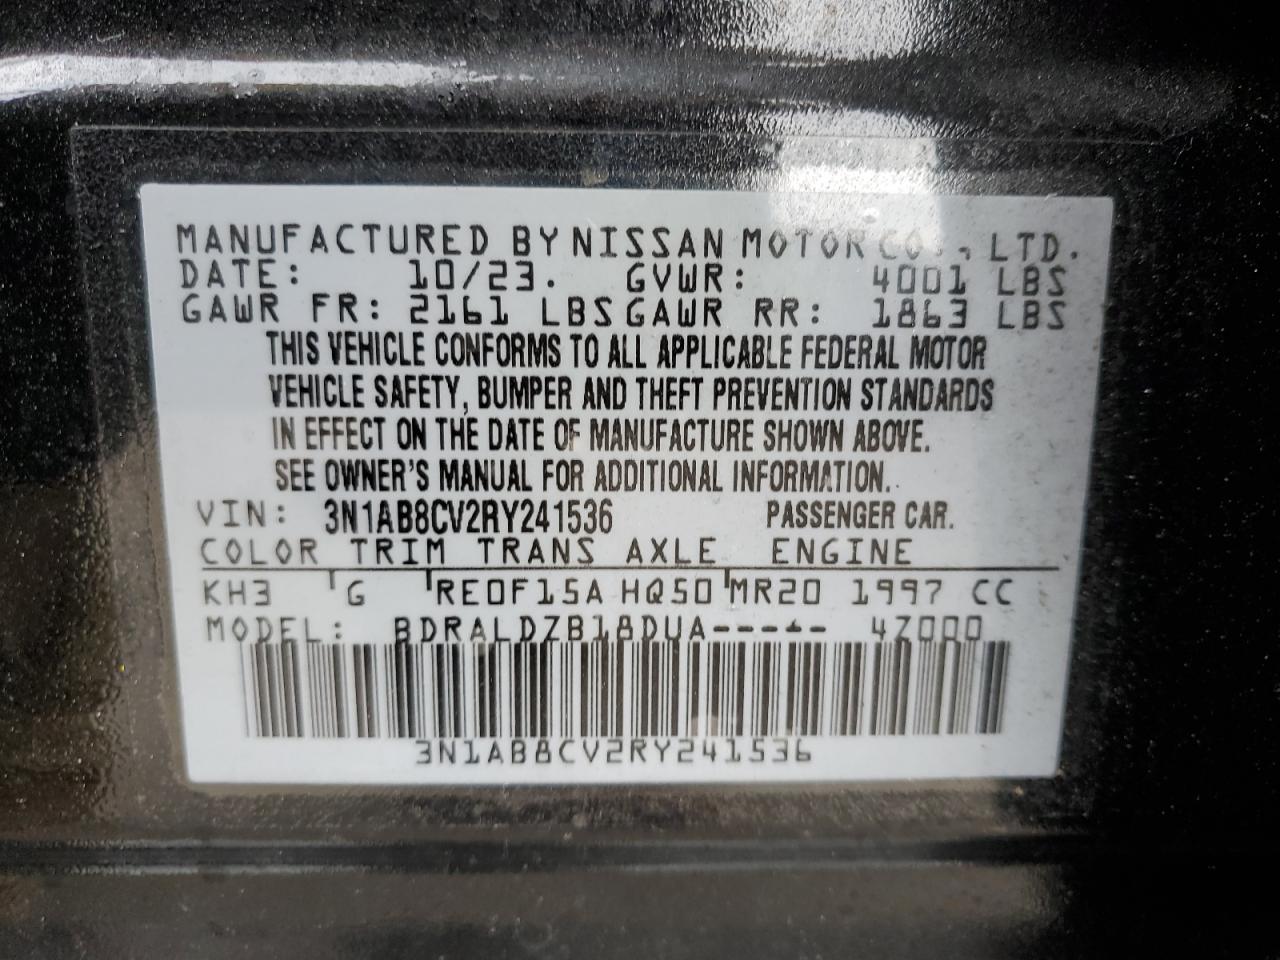 MANUFACTURED BY NISSAN MOTOR CO., LTD.
DATE: 10/23. GVWR: 4001 LBS
GAWR FR: 2161 LBS GAWR RR: 1863 LBS
THIS VEHICLE CONFORMS TO ALL APPLICABLE FEDERAL MOTOR
VEHICLE SAFETY, BUMPER AND THEFT PREVENTION STANDARDS
IN EFFECT ON THE DATE OF MANUFACTURE SHOWN ABOVE.
SEE OWNER'S MANUAL FOR ADDITIONAL INFORMATION.
VIN: 3N1AB8CV2RY241536 PASSENGER CAR.
COLOR TRIM TRANS AXLE ENGINE
KH3 G RE0F15A HQ50 MR20 1997 CC
MODEL: BDRALDZB18DUA----- 4Z000
3N1AB8CV2RY241536